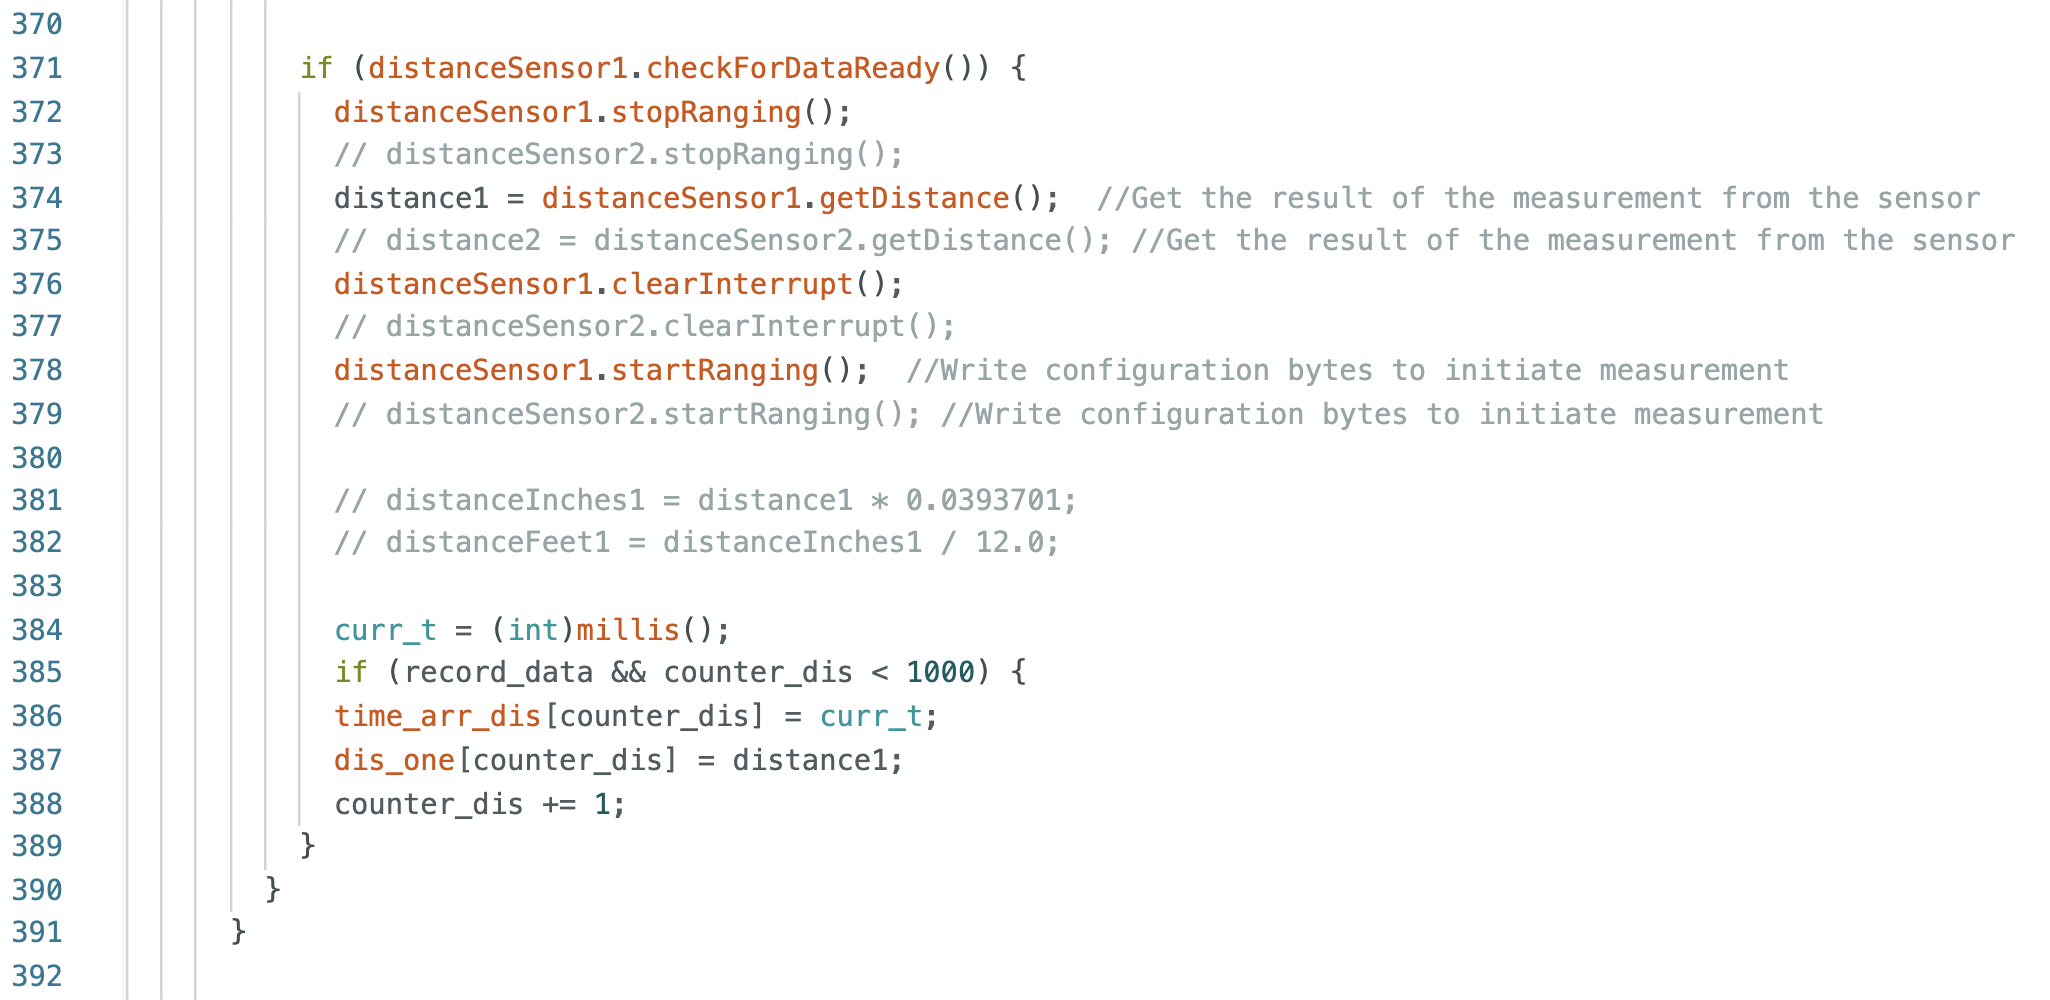 370
371 if (distanceSensor1.checkForDataReady()) {
372 distanceSensor1.stopRanging();
373 // distanceSensor2.stopRanging();
374 distance1 = distanceSensor1.getDistance();  //Get the result of the measurement from the sensor
375 // distance2 = distanceSensor2.getDistance(); //Get the result of the measurement from the sensor
376 distanceSensor1.clearInterrupt();
377 // distanceSensor2.clearInterrupt();
378 distanceSensor1.startRanging();  //Write configuration bytes to initiate measurement
379 // distanceSensor2.startRanging(); //Write configuration bytes to initiate measurement
380
381 // distanceInches1 = distance1 * 0.0393701;
382 // distanceFeet1 = distanceInches1 / 12.0;
383
384 curr_t = (int)millis();
385 if (record_data && counter_dis < 1000) {
386 time_arr_dis[counter_dis] = curr_t;
387 dis_one[counter_dis] = distance1;
388 counter_dis += 1;
389 }
390 }
391 }
392